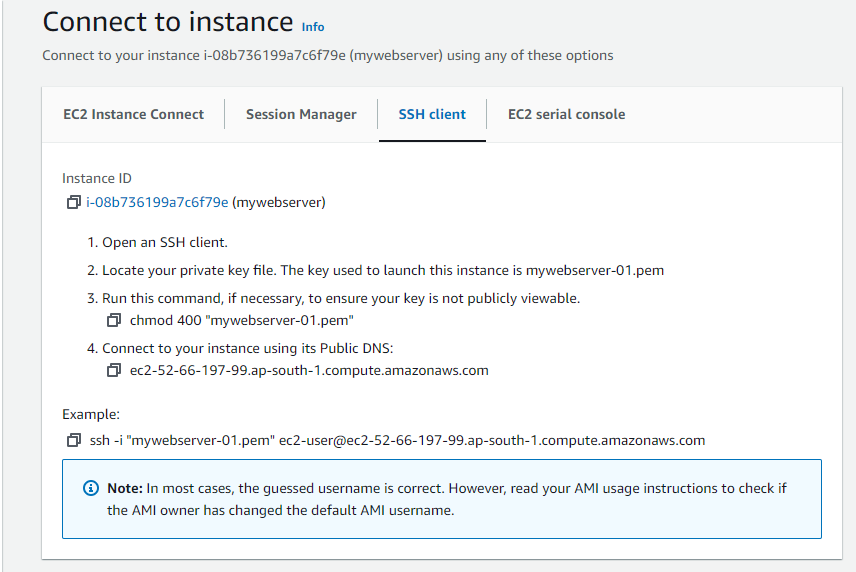 Connect to instance Info
Connect to your instance i-08b736199a7c6f79e (mywebserver) using any of these options
EC2 Instance Connect
Session Manager
SSH client
EC2 serial console
Instance ID
i-08b736199a7c6f79e (mywebserver)
1. Open an SSH client.
2. Locate your private key file. The key used to launch this instance is mywebserver-01.pem
3. Run this command, if necessary, to ensure your key is not publicly viewable.
chmod 400 "mywebserver-01.pem"
4. Connect to your instance using its Public DNS:
ec2-52-66-197-99.ap-south-1.compute.amazonaws.com
Example:
ssh -i "mywebserver-01.pem" ec2-user@ec2-52-66-197-99.ap-south-1.compute.amazonaws.com
Note: In most cases, the guessed username is correct. However, read your AMI usage instructions to check if
the AMI owner has changed the default AMI username.